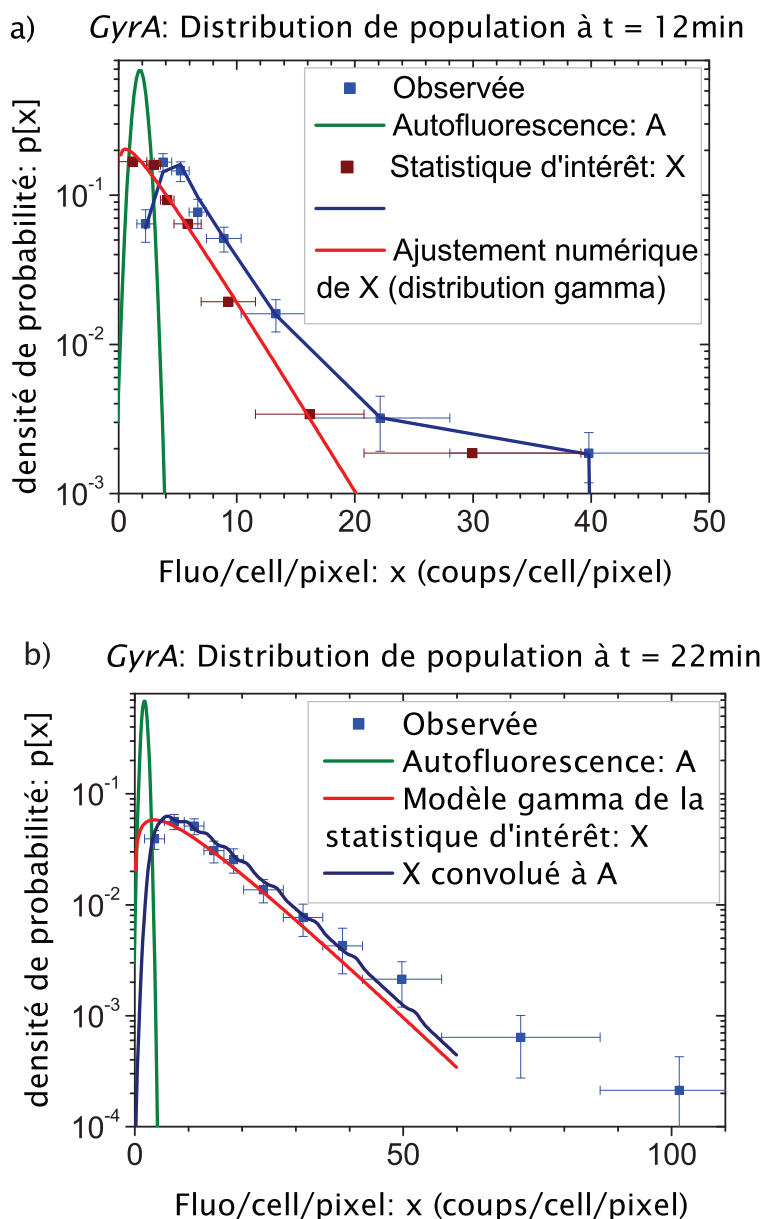 a) GyrA: Distribution de population à t = 12min
Observée
Autofluorescence: A
Statistique d'intérêt: X
Ajustement numérique
de X (distribution gamma)
densité de probabilité: p[x]
10-1
10-2
10-3
0 10 20 30 40 50
Fluo/cell/pixel: x (coups/cell/pixel)
b) GyrA: Distribution de population à t = 22min
Observée
Autofluorescence: A
Modèle gamma de la
statistique d'intérêt: X
X convolué à A
densité de probabilité: p[x]
10-1
10-2
10-3
10-4
0 50 100
Fluo/cell/pixel: x (coups/cell/pixel)